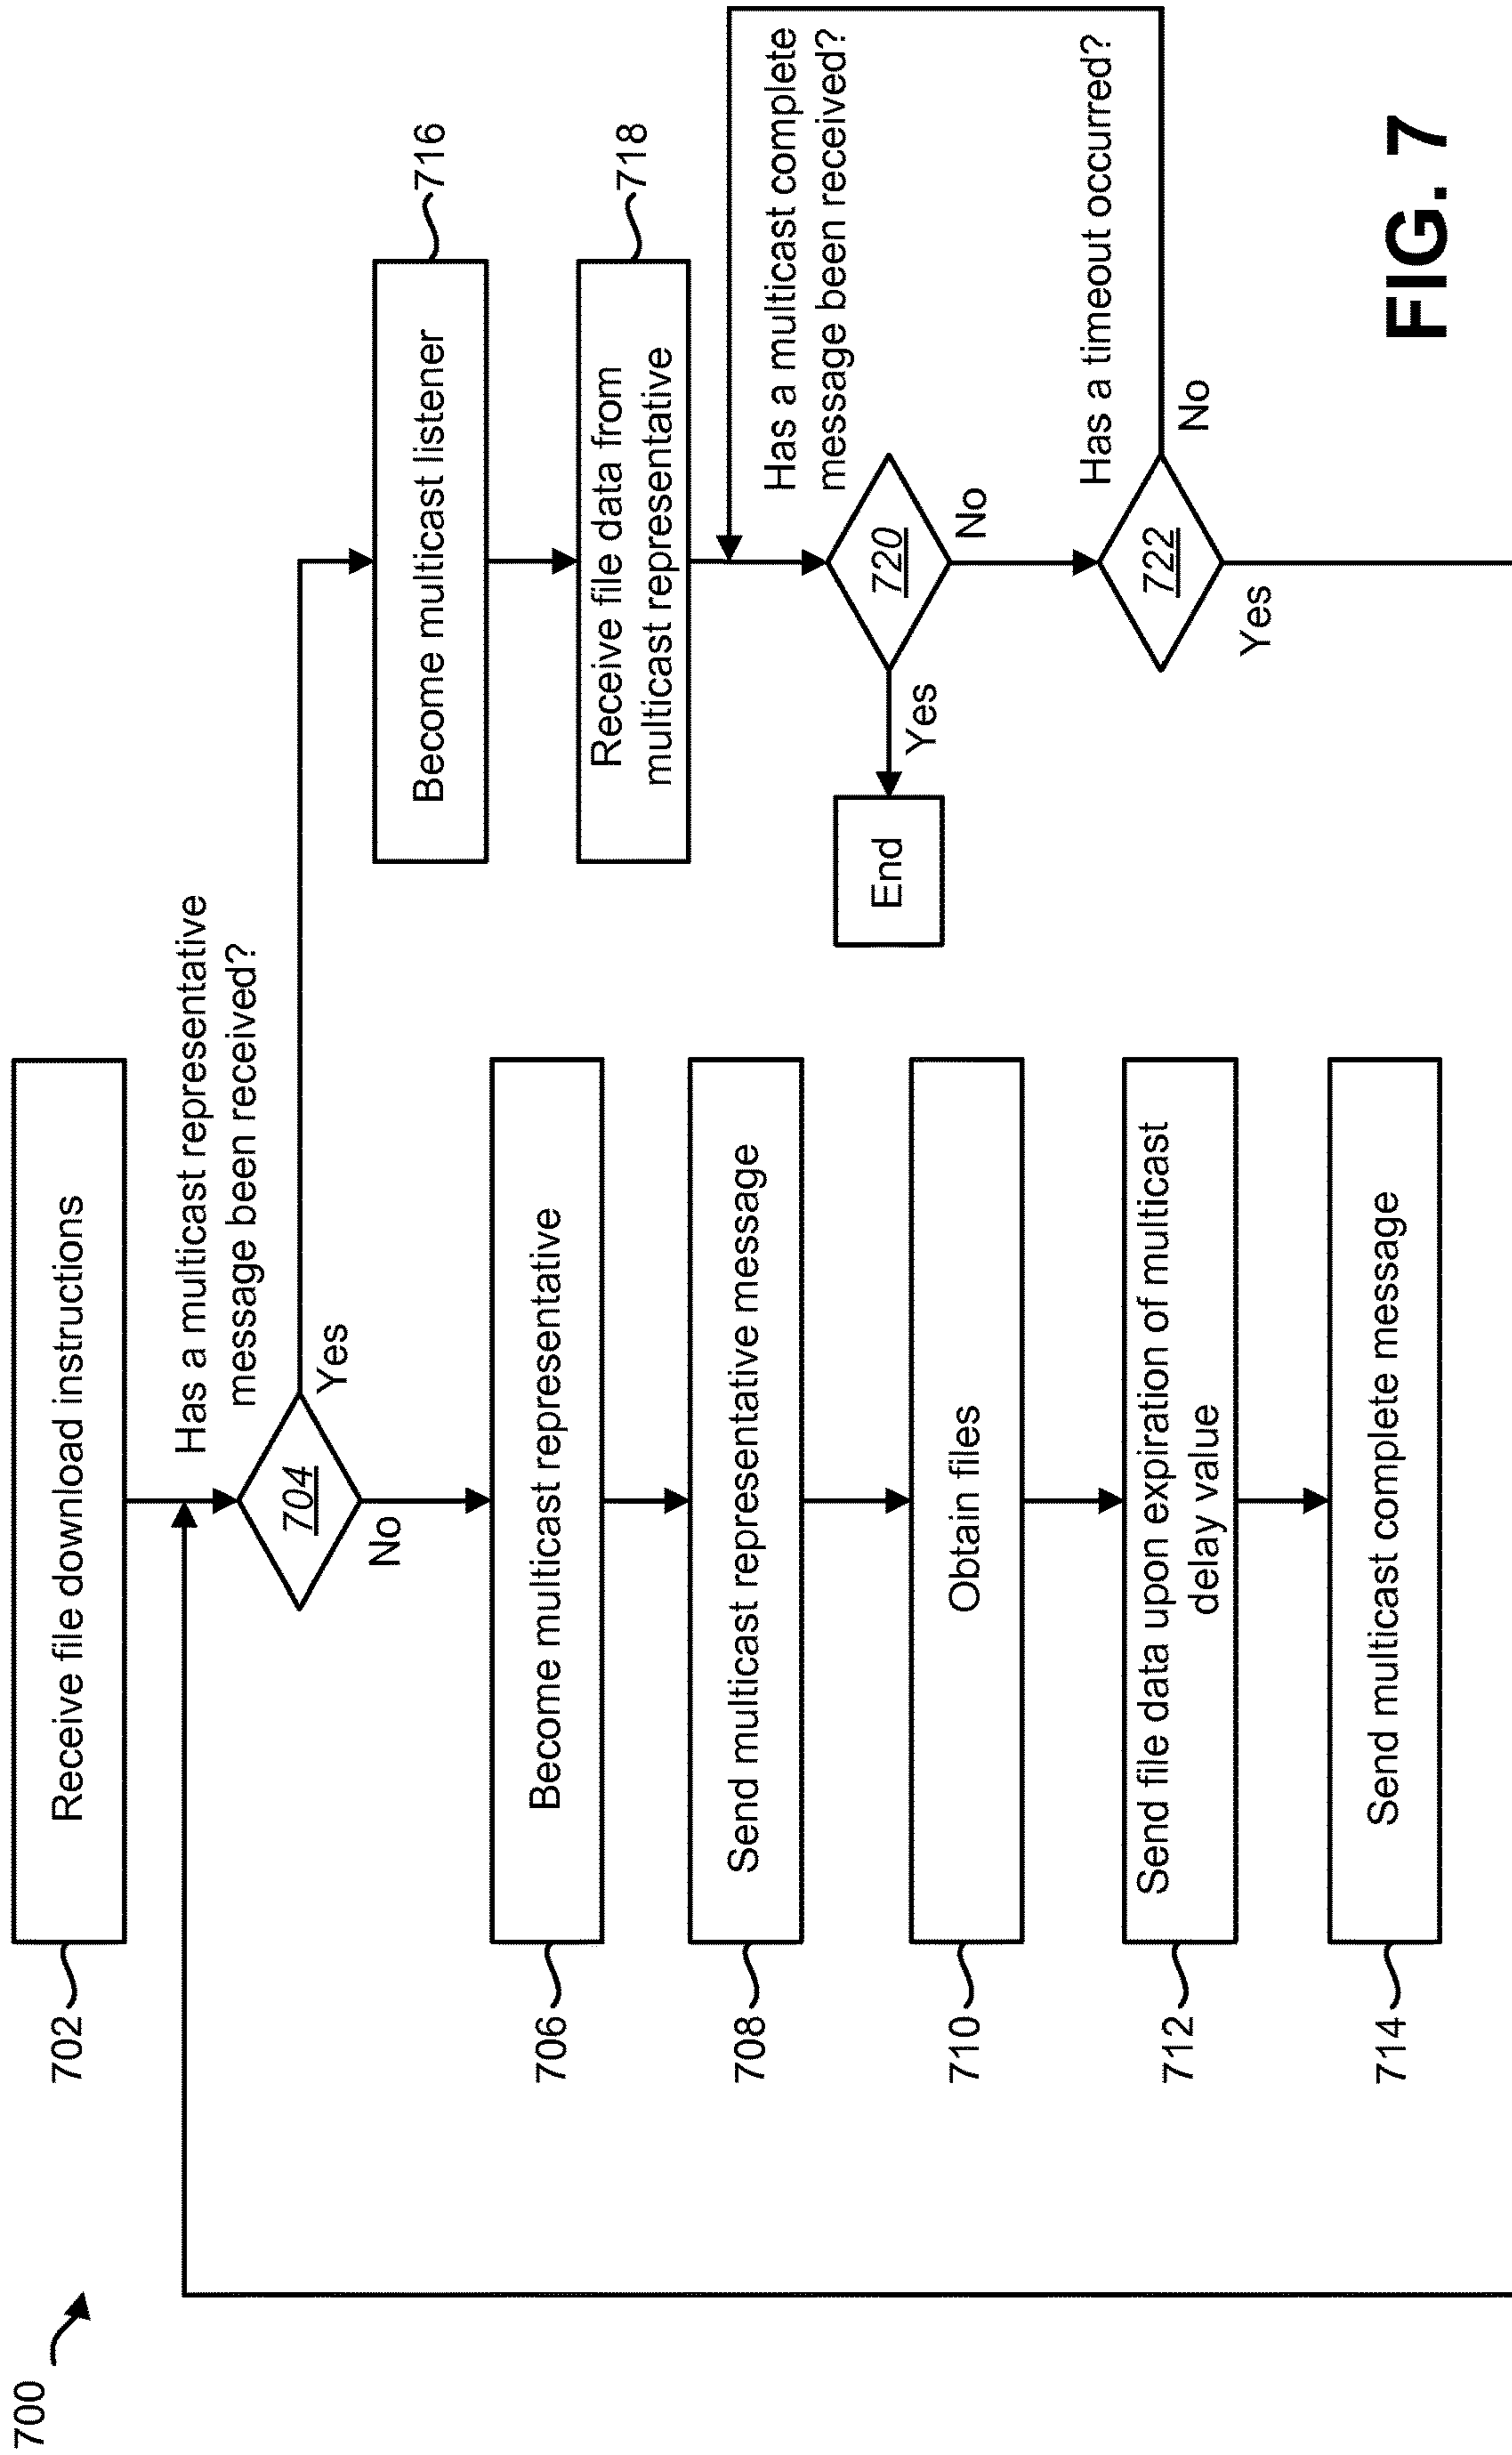 700
702
Receive file download instructions
Has a multicast representative
message been received?
704
Yes
No
706
Become multicast representative
708
Send multicast representative message
710
Obtain files
712
Send file data upon expiration of multicast
delay value
714
Send multicast complete message
Become multicast listener
716
Receive file data from
multicast representative
718
Has a multicast complete
message been received?
720
Yes
End
No
Has a timeout occurred?
722
No
Yes
FIG. 7